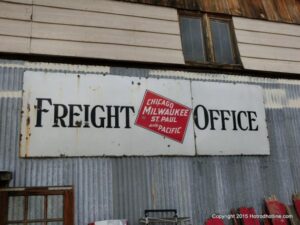 FREIGHT OFFICE
CHICAGO
MILWAUKEE
ST. PAUL
AND PACIFIC
Copyright 2015 Hotrodhotline.com